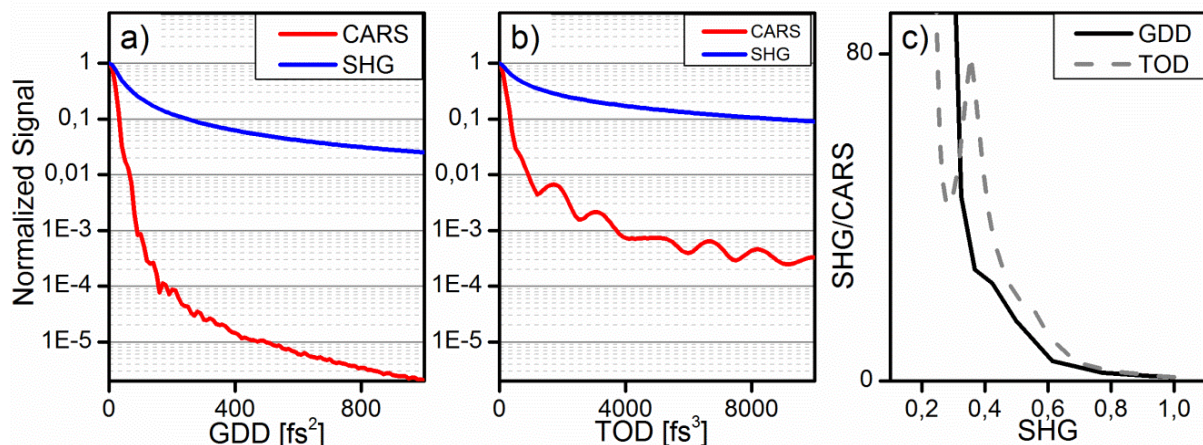 a)
CARS
SHG
Normalized Signal
1
0,1
0,01
1E-3
1E-4
1E-5
0
400
800
GDD [fs²]
b)
CARS
SHG
1
0,1
0,01
1E-3
1E-4
1E-5
0
4000
8000
TOD [fs³]
c)
GDD
TOD
SHG/CARS
80
0
0,2
0,4
0,6
0,8
1,0
SHG